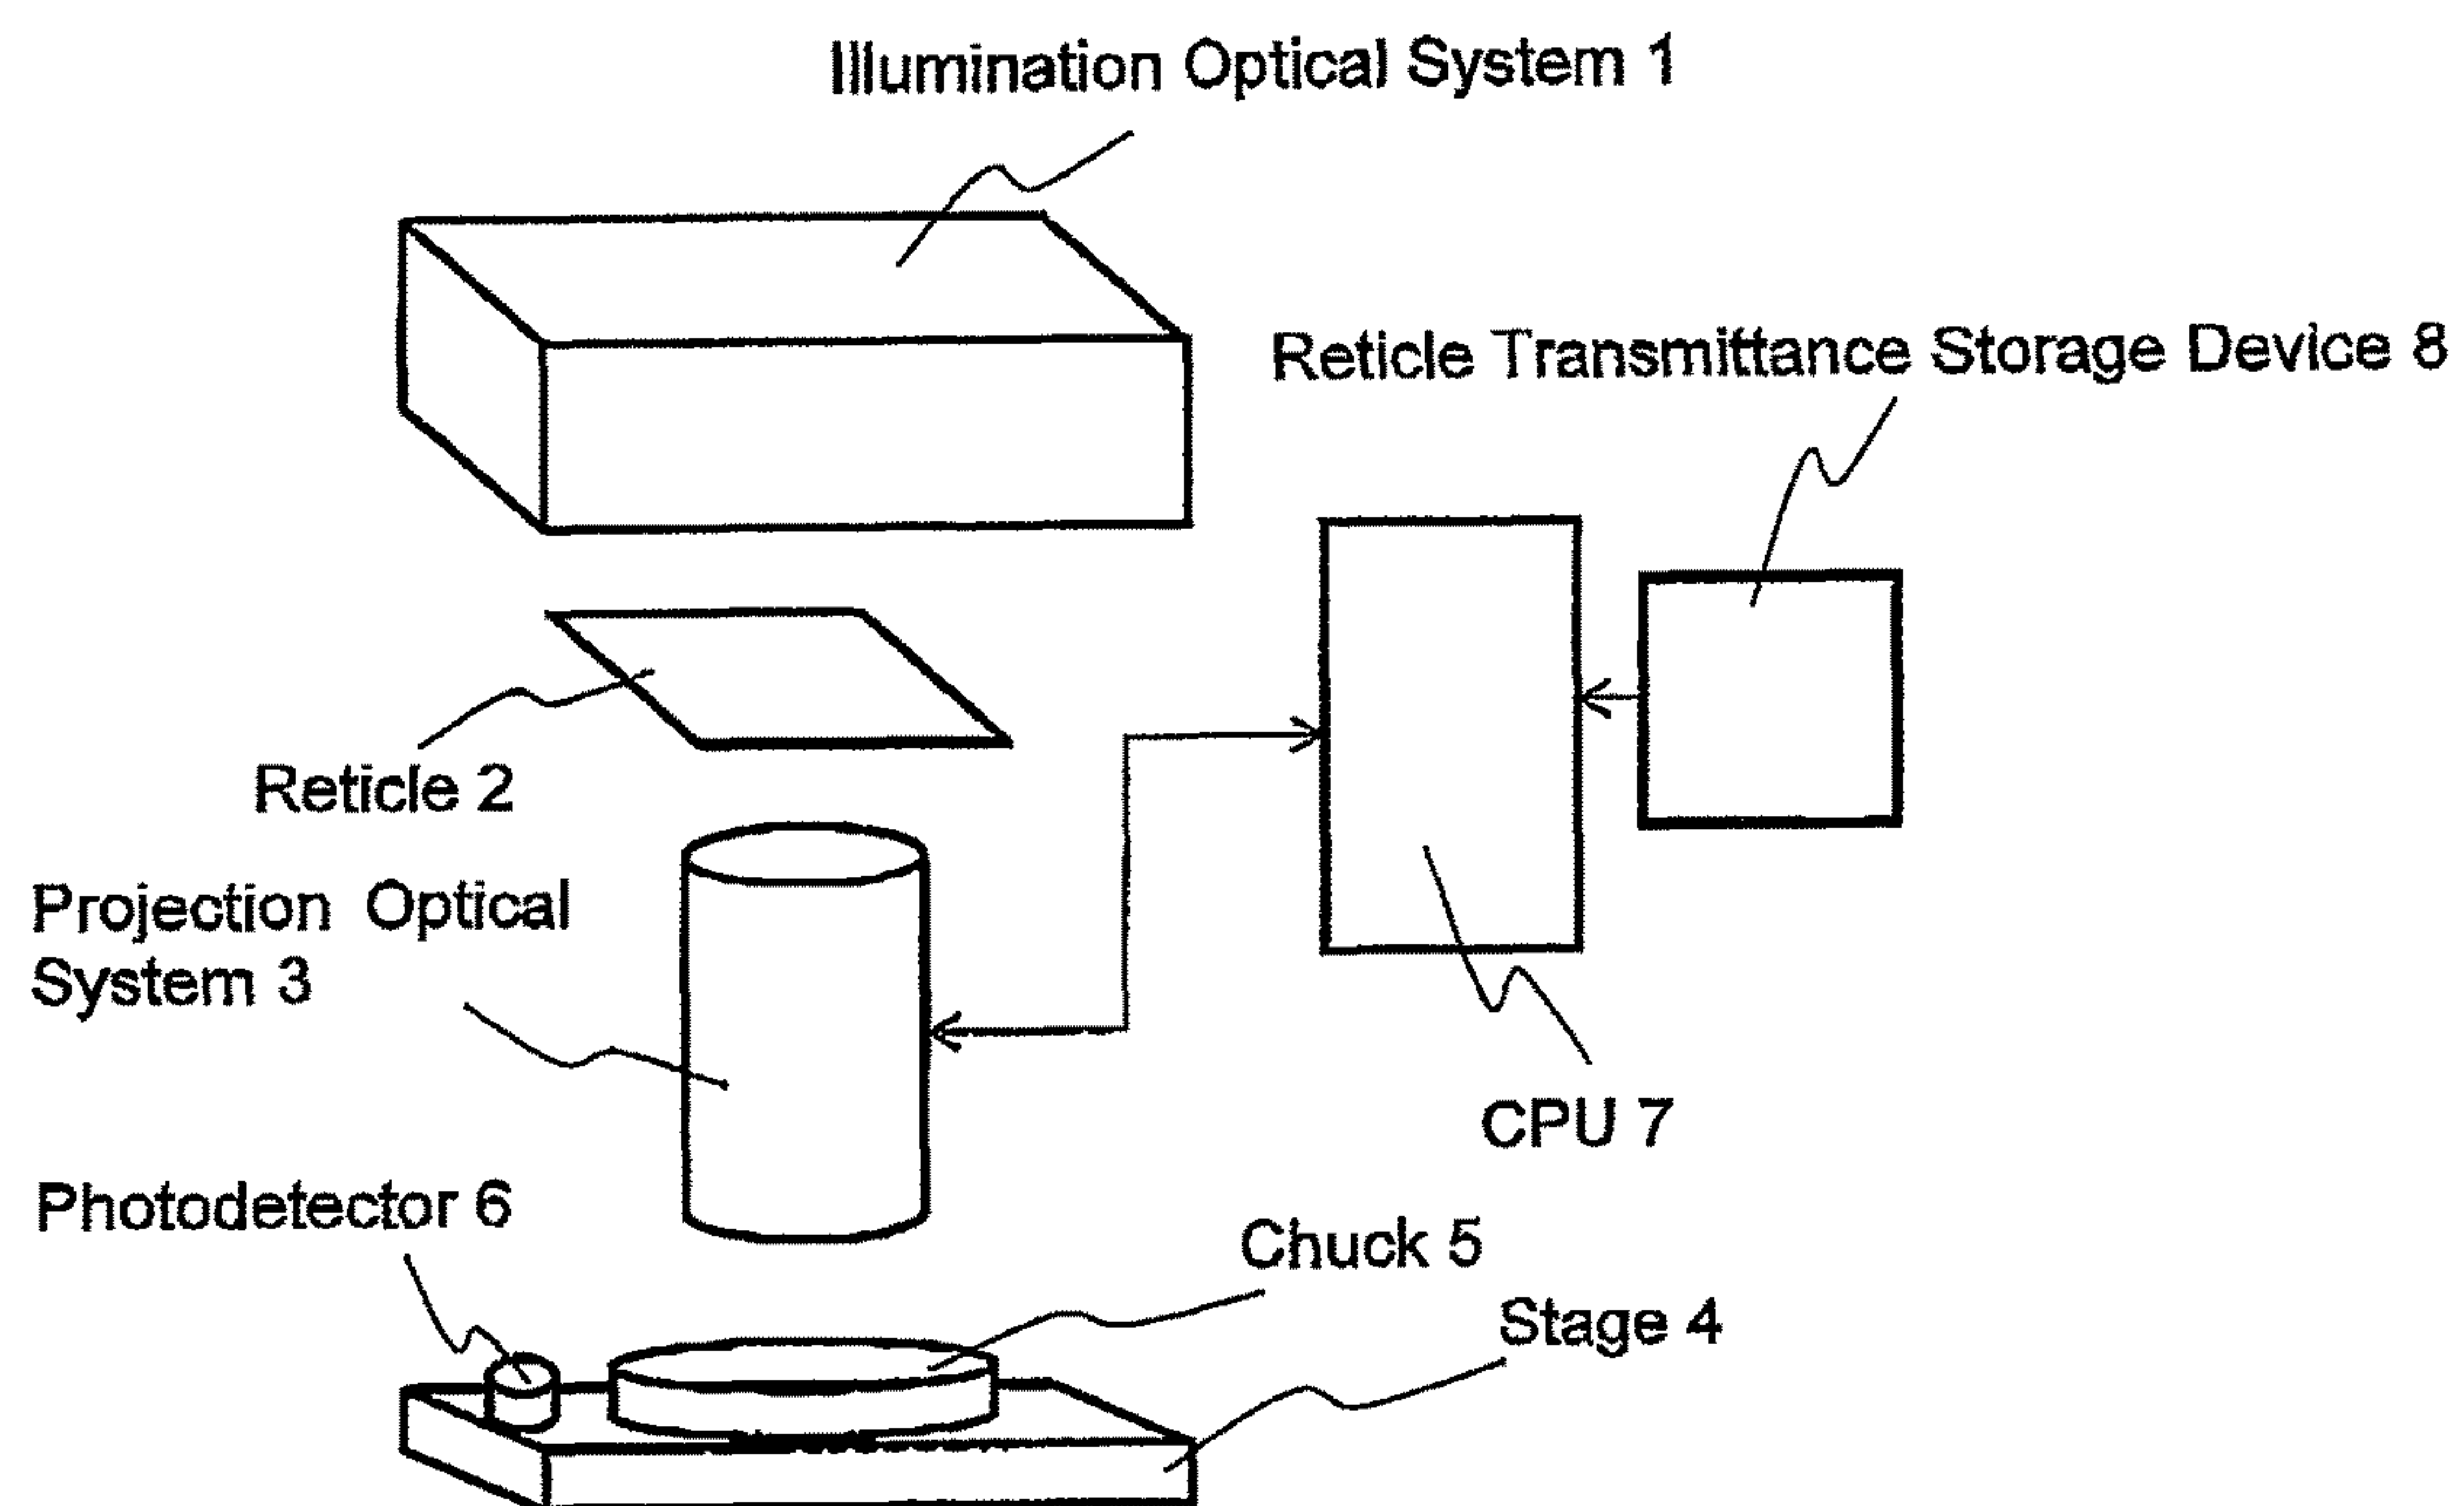 Illumination Optical System 1
Reticle Transmittance Storage Device 8
Reticle 2
Projection Optical
System 3
CPU 7
Photodetector 6
Chuck 5
Stage 4